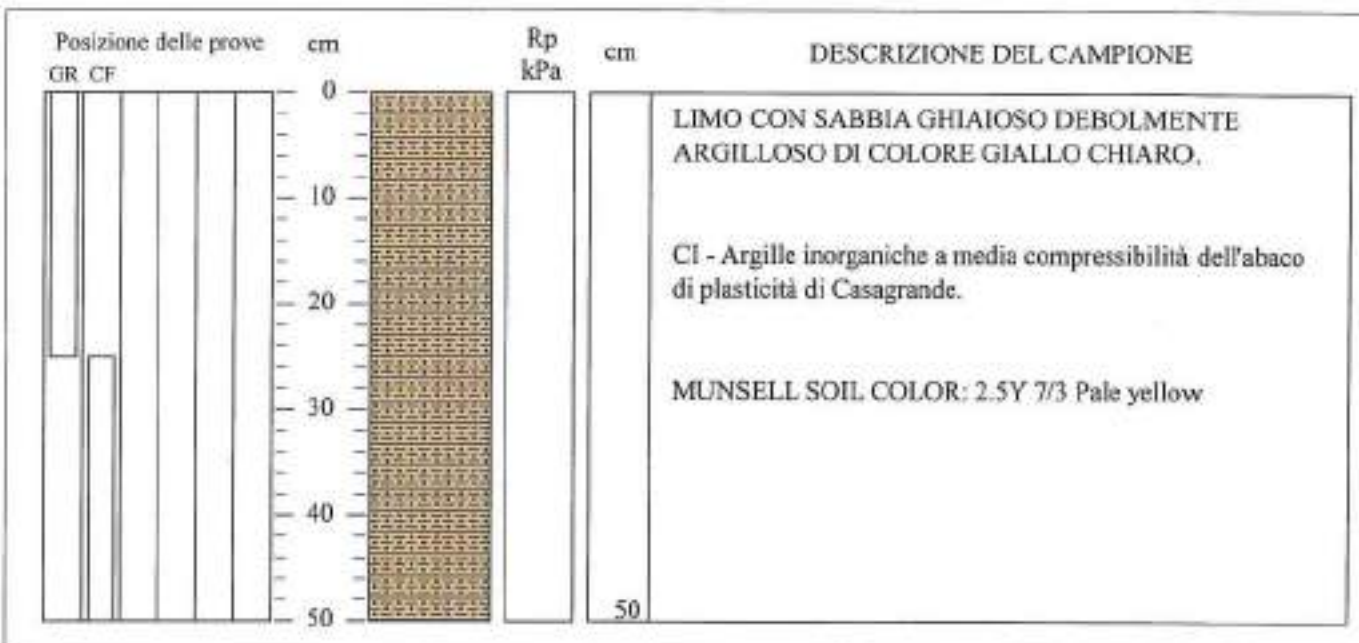 Posizione delle prove cm Rp cm DESCRIZIONE DEL CAMPIONE
GR CF kPa
0
LIMO CON SABBIA GHIAIOSO DEBOLMENTE
ARGILLOSO DI COLORE GIALLO CHIARO.
10
CI - Argille inorganiche a media compressibilità dell'abaco
di plasticità di Casagrande.
20
MUNSELL SOIL COLOR: 2.5Y 7/3 Pale yellow
30
40
50 50